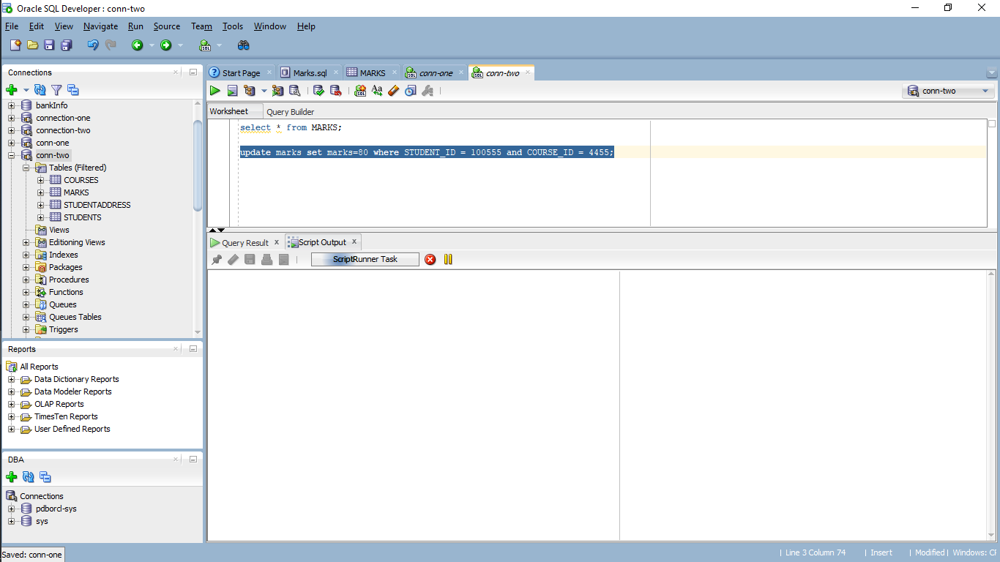 Oracle SQL Developer : conn-two
File Edit View Navigate Run Source Team Tools Window Help
Connections
bankInfo
connection-one
connection-two
conn-one
conn-two
Tables (Filtered)
COURSES
MARKS
STUDENTADDRESS
STUDENTS
Views
Editioning Views
Indexes
Packages
Procedures
Functions
Queues
Queues Tables
Triggers
Reports
All Reports
Data Dictionary Reports
Data Modeler Reports
OLAP Reports
TimesTen Reports
User Defined Reports
DBA
Connections
pdborcl-sys
sys
Start Page Marks.sql MARKS conn-one conn-two
conn-two
Worksheet Query Builder
select * from MARKS;
update marks set marks=80 where STUDENT_ID = 100555 and COURSE_ID = 4455;
Query Result Script Output
ScriptRunner Task
Saved: conn-one
| Line 3 Column 74 | Insert | Modified | Windows: CF